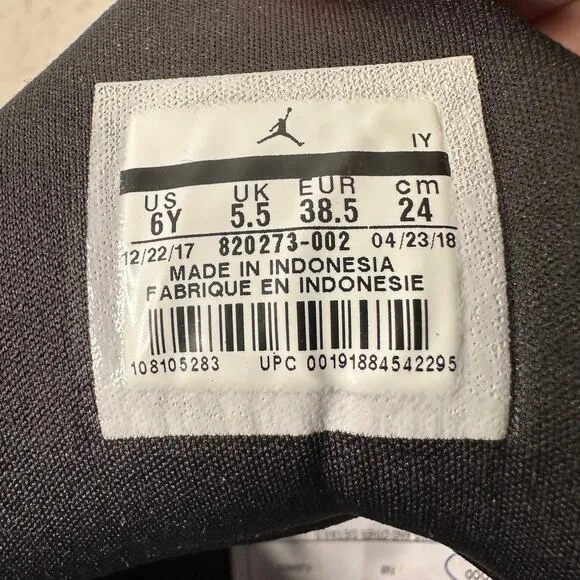 IY
US UK EUR cm
6Y 5.5 38.5 24
12/22/17 820273-002 04/23/18
MADE IN INDONESIA
FABRIQUE EN INDONESIE
108105283 UPC 00191884542295